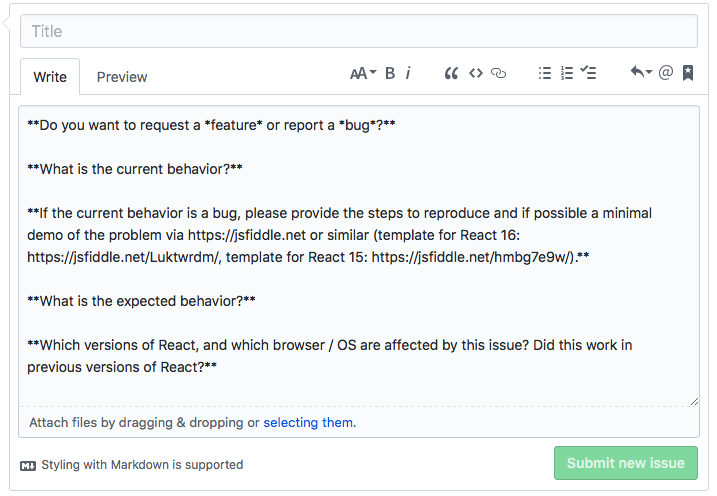 Title
Write Preview AA B i
**Do you want to request a *feature* or report a *bug*?**
**What is the current behavior?**
**If the current behavior is a bug, please provide the steps to reproduce and if possible a minimal
demo of the problem via https://jsfiddle.net or similar (template for React 16:
https://jsfiddle.net/Luktwrdm/, template for React 15: https://jsfiddle.net/hmbg7e9w/).**
**What is the expected behavior?**
**Which versions of React, and which browser / OS are affected by this issue? Did this work in
previous versions of React?**
Attach files by dragging & dropping or selecting them.
Styling with Markdown is supported
Submit new issue